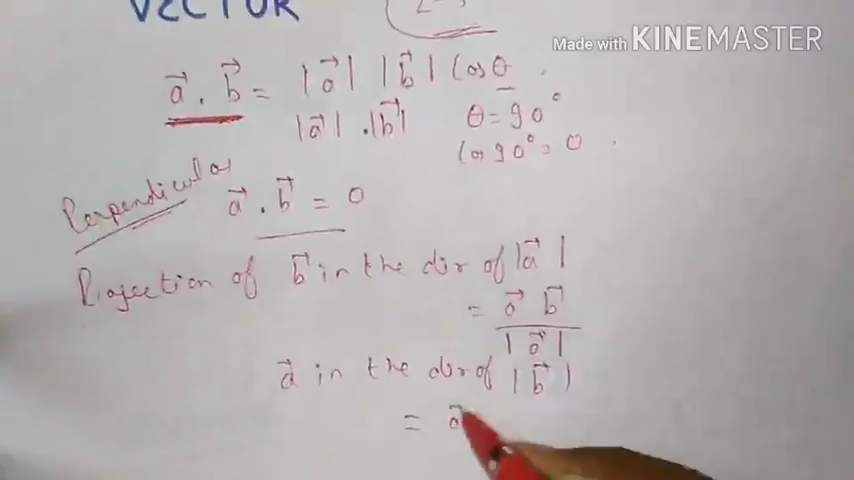 VECTOR
Made with KINEMASTER
a⃗ . b⃗ = |a⃗| |b⃗| Cos θ
|a⃗| . |b⃗| θ = 90°
Cos 90° = 0
Perpendicular
a⃗ . b⃗ = 0
Projection of b⃗ in the dir of |a⃗|
= a⃗ b⃗
|a⃗|
a⃗ in the dir of |b⃗|
= a⃗